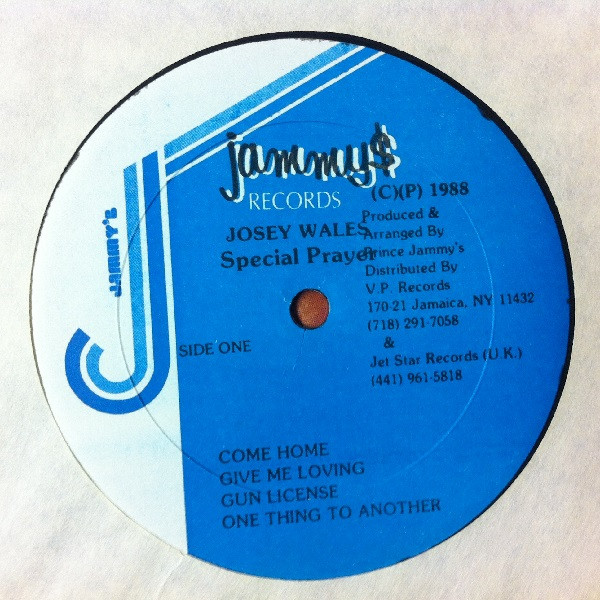 jammy$
RECORDS
JAMMY'S
JOSEY WALES
Special Prayer
SIDE ONE
(C)(P) 1988
Produced &
Arranged By
Prince Jammy's
Distributed By
V.P. Records
170-21 Jamaica, NY 11432
(718) 291-7058
&
Jet Star Records (U.K.)
(441) 961-5818
COME HOME
GIVE ME LOVING
GUN LICENSE
ONE THING TO ANOTHER